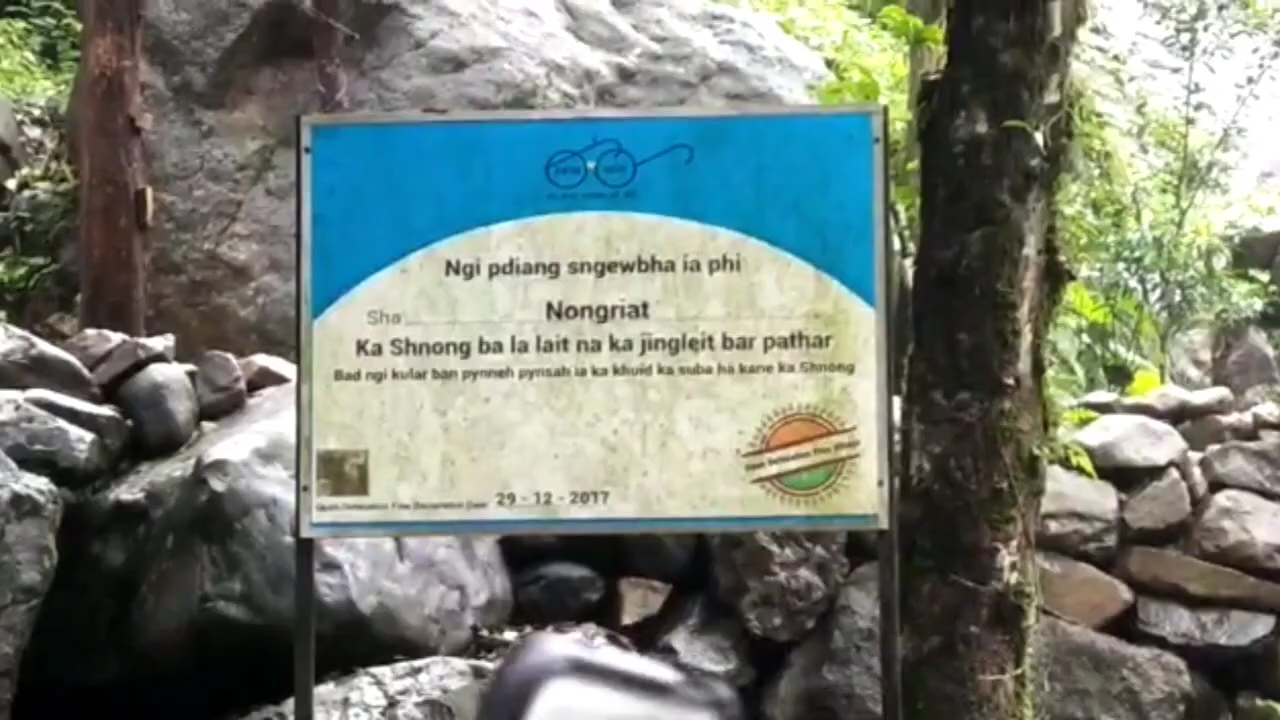 Ngi pdiang sngewbha ia phi
Sha Nongriat
Ka Shnong ba la lait na ka jingleit bar pathar
Bad ngi kular ban pynneh pynsah ia ka khuid ka suba ha kane ka Shnong
29 - 12 - 2017